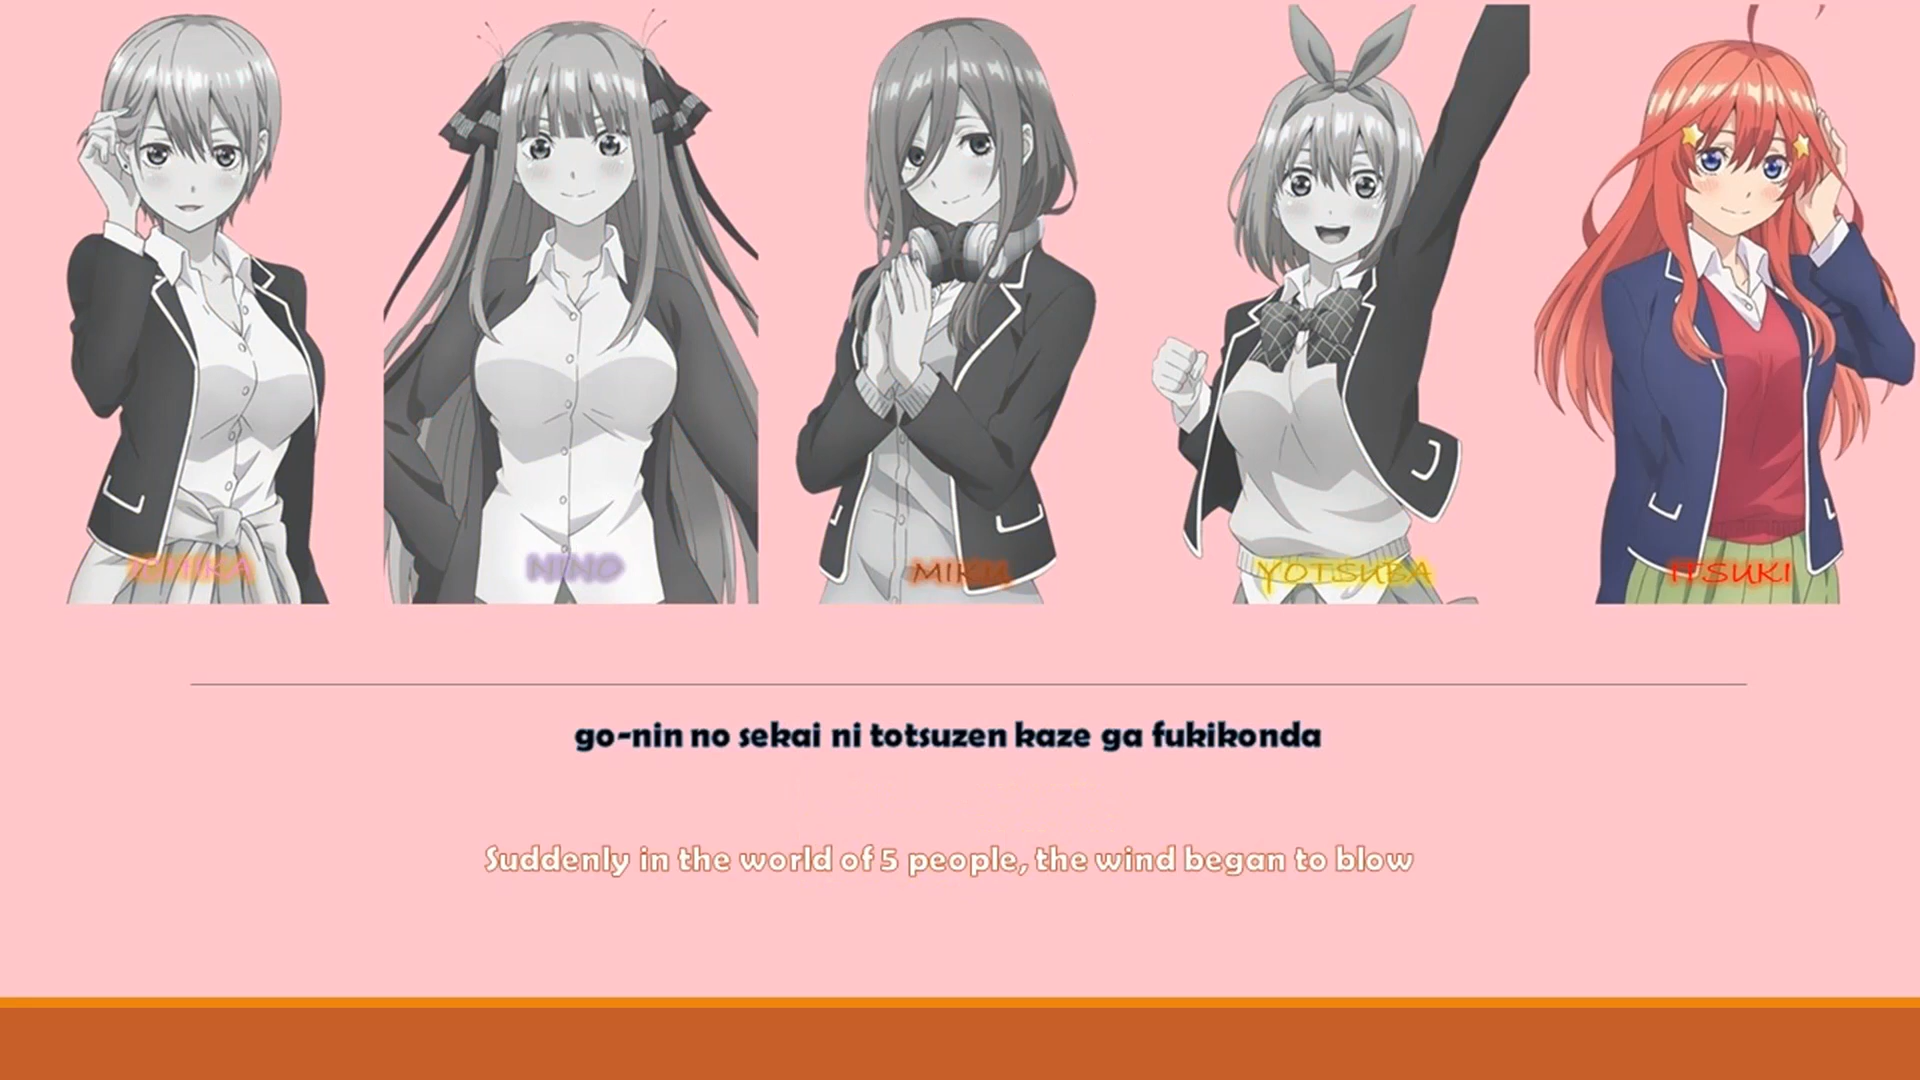 ICHIKA
NINO
MIKU
YOTSUBA
ITSUKI
go-nin no sekai ni totsuzen kaze ga fukikonda
Suddenly in the world of 5 people, the wind began to blow